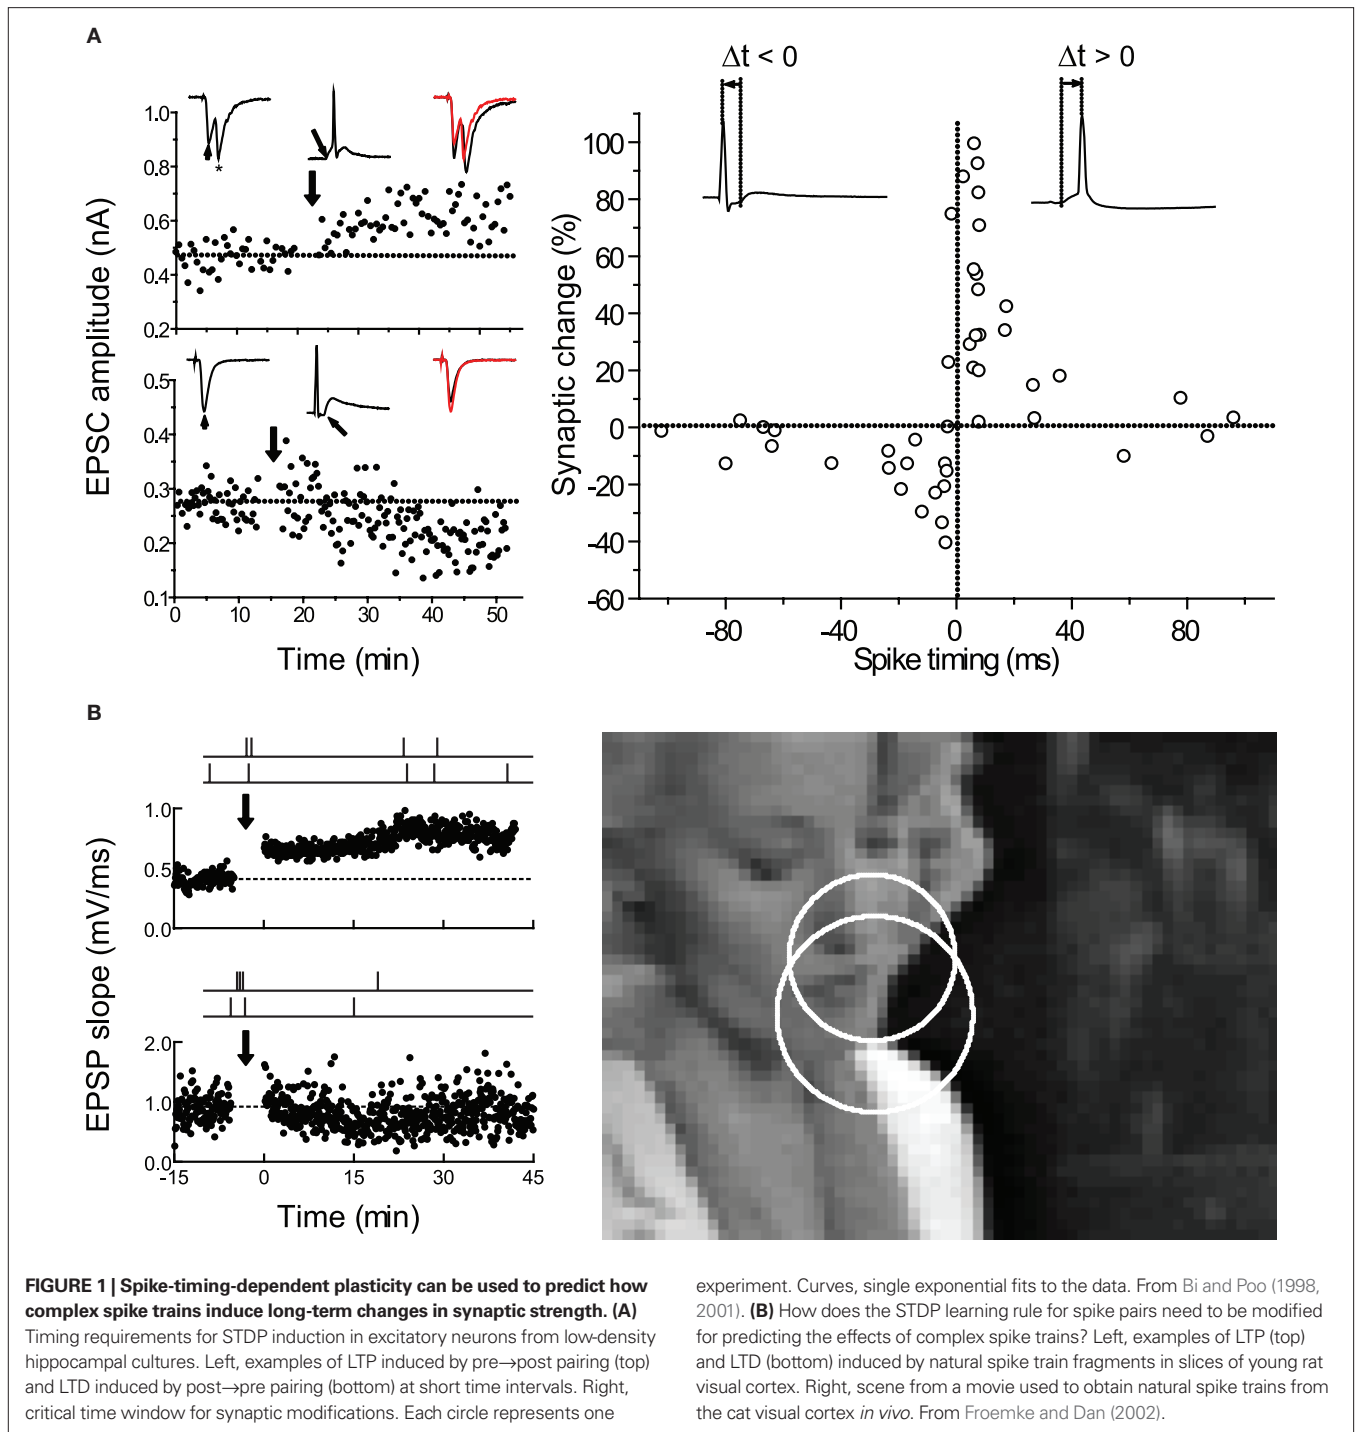 A
Δt < 0
Δt > 0
1.0
0.8
0.6
0.4
0.2
*
EPSC amplitude (nA)
0.5
0.4
0.3
0.2
0.1
0 10 20 30 40 50
Time (min)
Synaptic change (%)
100
80
60
40
20
0
-20
-40
-60
-80 -40 0 40 80
Spike timing (ms)
B
EPSP slope (mV/ms)
1.0
0.5
0.0
2.0
1.0
0.0
-15 0 15 30 45
Time (min)
FIGURE 1 | Spike-timing-dependent plasticity can be used to predict how
complex spike trains induce long-term changes in synaptic strength. (A)
Timing requirements for STDP induction in excitatory neurons from low-density
hippocampal cultures. Left, examples of LTP induced by pre→post pairing (top)
and LTD induced by post→pre pairing (bottom) at short time intervals. Right,
critical time window for synaptic modifications. Each circle represents one
experiment. Curves, single exponential fits to the data. From Bi and Poo (1998,
2001). (B) How does the STDP learning rule for spike pairs need to be modified
for predicting the effects of complex spike trains? Left, examples of LTP (top)
and LTD (bottom) induced by natural spike train fragments in slices of young rat
visual cortex. Right, scene from a movie used to obtain natural spike trains from
the cat visual cortex in vivo. From Froemke and Dan (2002).